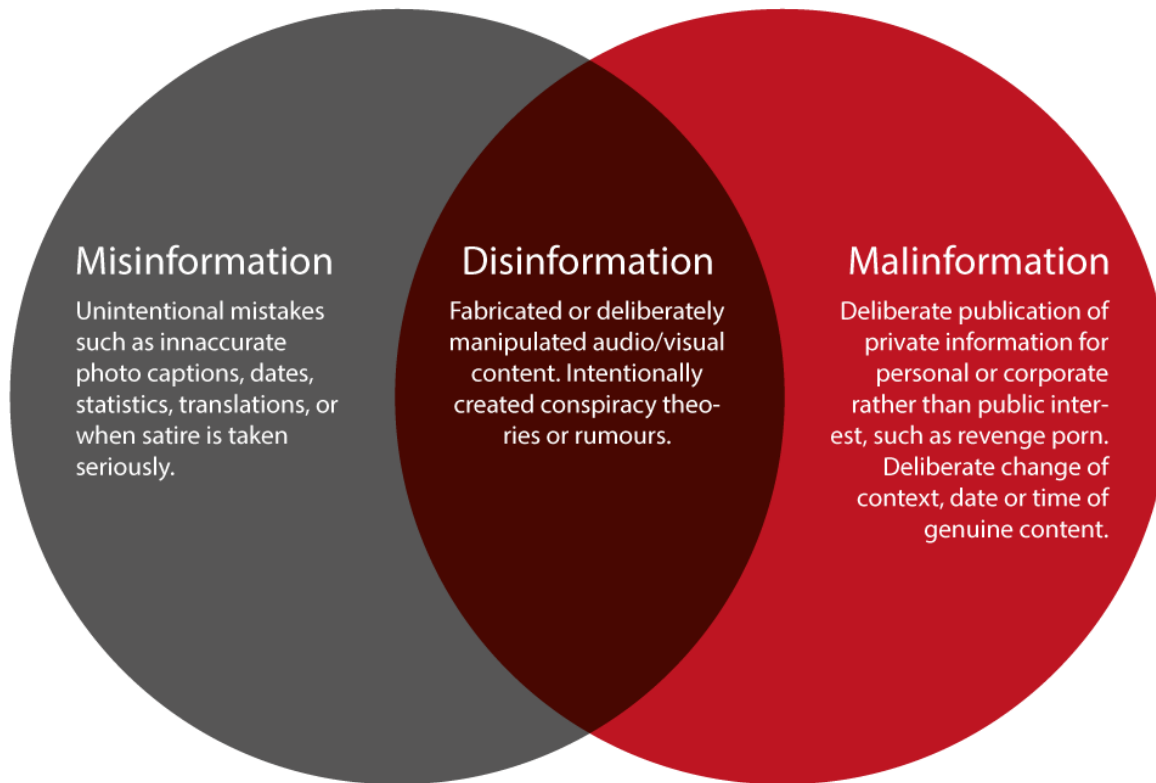 Misinformation
Unintentional mistakes
such as innaccurate
photo captions, dates,
statistics, translations, or
when satire is taken
seriously.
Disinformation
Fabricated or deliberately
manipulated audio/visual
content. Intentionally
created conspiracy theo-
ries or rumours.
Malinformation
Deliberate publication of
private information for
personal or corporate
rather than public inter-
est, such as revenge porn.
Deliberate change of
context, date or time of
genuine content.